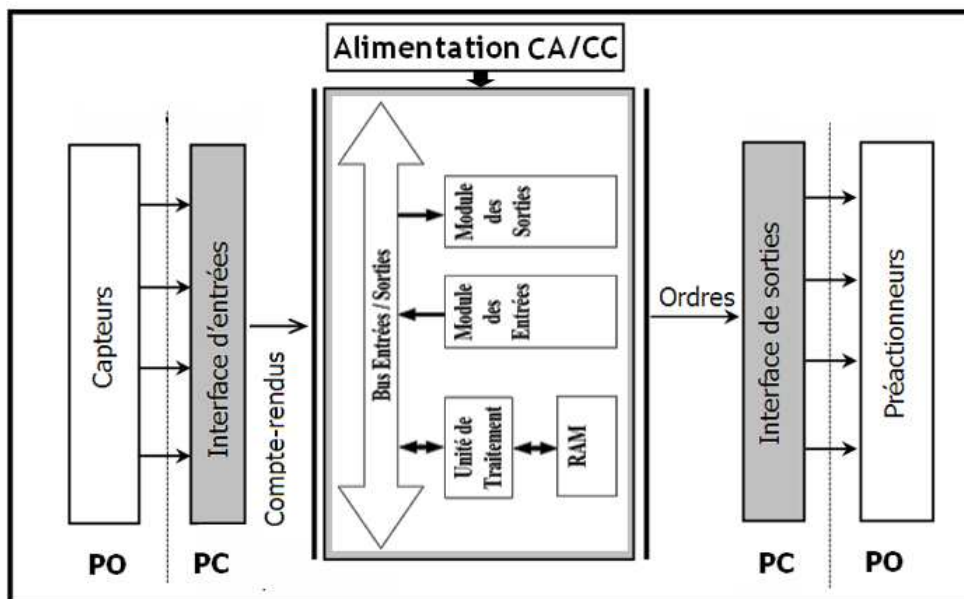 Alimentation CA/CC
Capteurs
Interface d'entrées
Compte-rendus
Bus Entrées / Sorties
Module
des
Sorties
Module
des
Entrées
Unité de
Traitement
RAM
Ordres
Interface de sorties
Préactionneurs
PO
PC
PC
PO